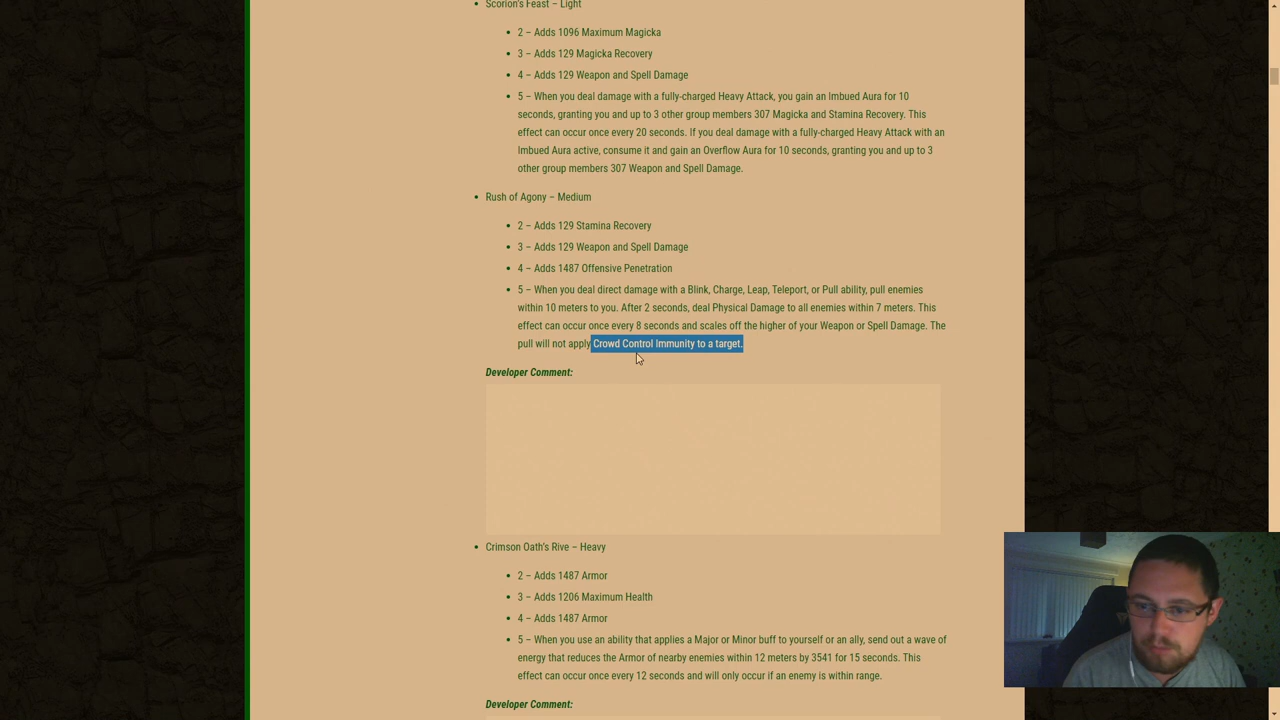 Scorion's Feast – Light
2 – Adds 1096 Maximum Magicka
3 – Adds 129 Magicka Recovery
4 – Adds 129 Weapon and Spell Damage
5 – When you deal damage with a fully-charged Heavy Attack, you gain an Imbued Aura for 10
seconds, granting you and up to 3 other group members 307 Magicka and Stamina Recovery. This
effect can occur once every 20 seconds. If you deal damage with a fully-charged Heavy Attack with an
Imbued Aura active, consume it and gain an Overflow Aura for 10 seconds, granting you and up to 3
other group members 307 Weapon and Spell Damage.
Rush of Agony – Medium
2 – Adds 129 Stamina Recovery
3 – Adds 129 Weapon and Spell Damage
4 – Adds 1487 Offensive Penetration
5 – When you deal direct damage with a Blink, Charge, Leap, Teleport, or Pull ability, pull enemies
within 10 meters to you. After 2 seconds, deal Physical Damage to all enemies within 7 meters. This
effect can occur once every 8 seconds and scales off the higher of your Weapon or Spell Damage. The
pull will not apply Crowd Control Immunity to a target.
Developer Comment:
Crimson Oath's Rive – Heavy
2 – Adds 1487 Armor
3 – Adds 1206 Maximum Health
4 – Adds 1487 Armor
5 – When you use an ability that applies a Major or Minor buff to yourself or an ally, send out a wave of
energy that reduces the Armor of nearby enemies within 12 meters by 3541 for 15 seconds. This
effect can occur once every 12 seconds and will only occur if an enemy is within range.
Developer Comment: